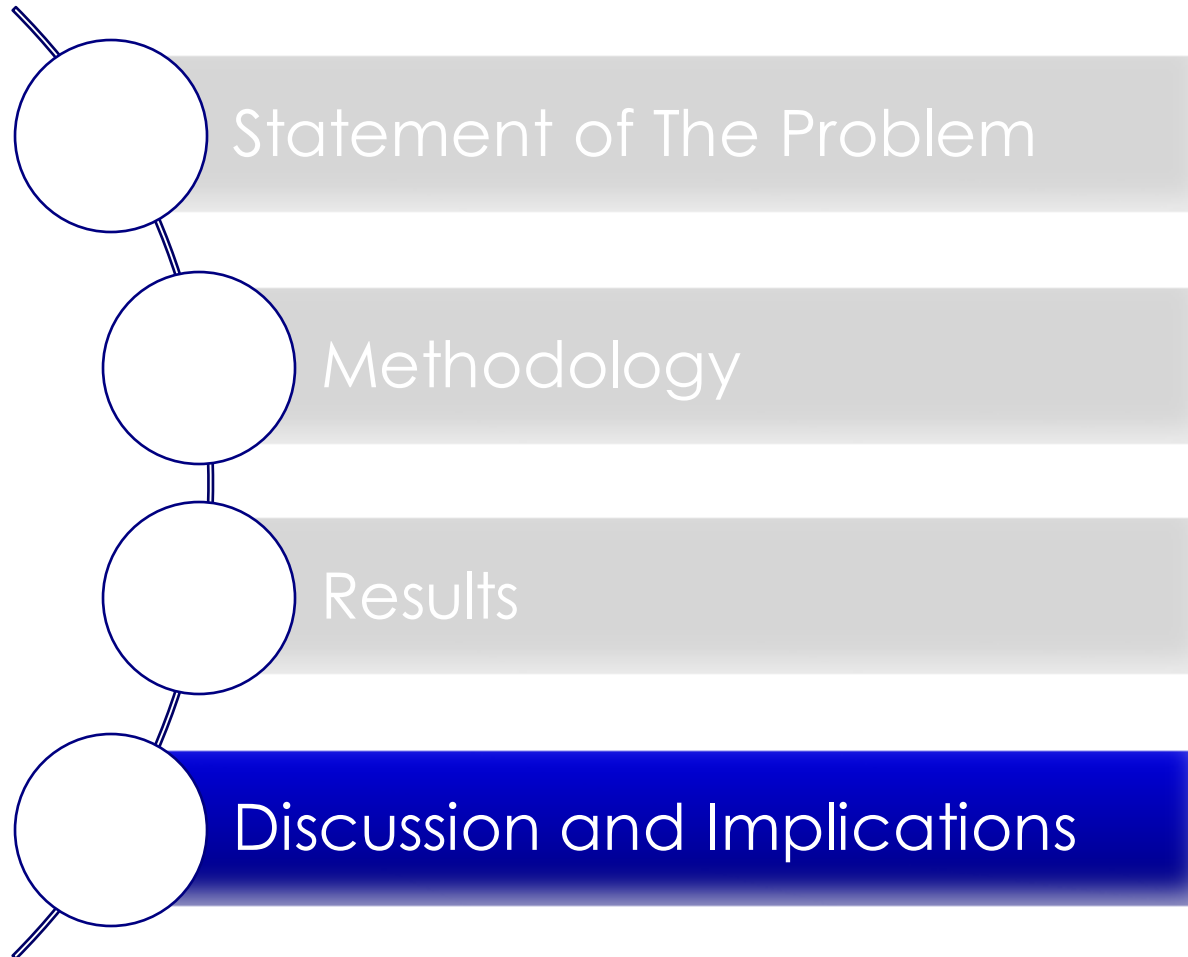 Statement of The Problem
Methodology
Results
Discussion and Implications